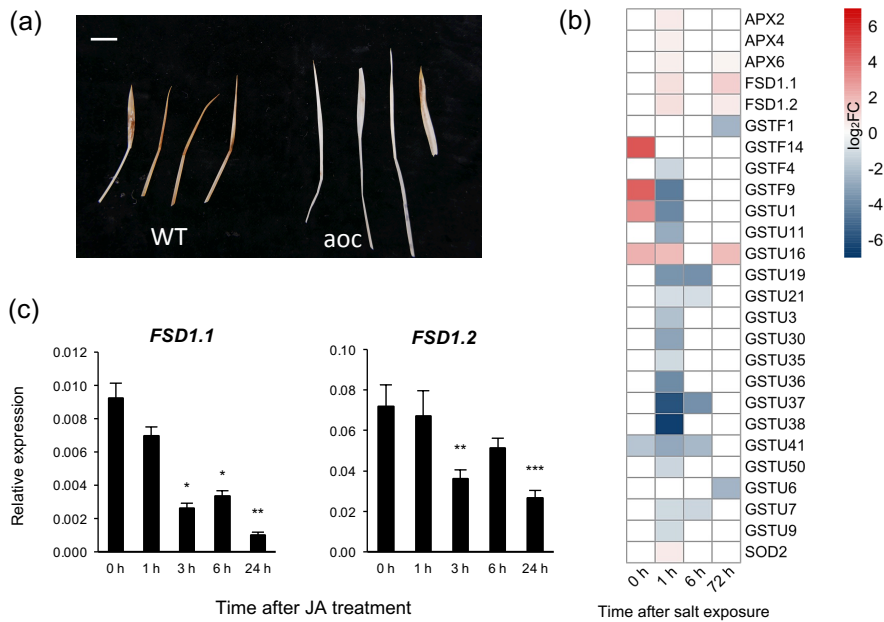 (a)
WT
aoc
(b)
APX2
APX4
APX6
FSD1.1
FSD1.2
GSTF1
GSTF14
GSTF4
GSTF9
GSTU1
GSTU11
GSTU16
GSTU19
GSTU21
GSTU3
GSTU30
GSTU35
GSTU36
GSTU37
GSTU38
GSTU41
GSTU50
GSTU6
GSTU7
GSTU9
SOD2
0 h 1 h 6 h 72 h
Time after salt exposure
6
4
2
0
-2
-4
-6
log₂FC
(c)
FSD1.1
Relative expression
0.012
0.010
0.008
0.006
0.004
0.002
0.000
* * **
0 h 1 h 3 h 6 h 24 h
FSD1.2
0.10
0.08
0.06
0.04
0.02
0.00
** ***
0 h 1 h 3 h 6 h 24 h
Time after JA treatment